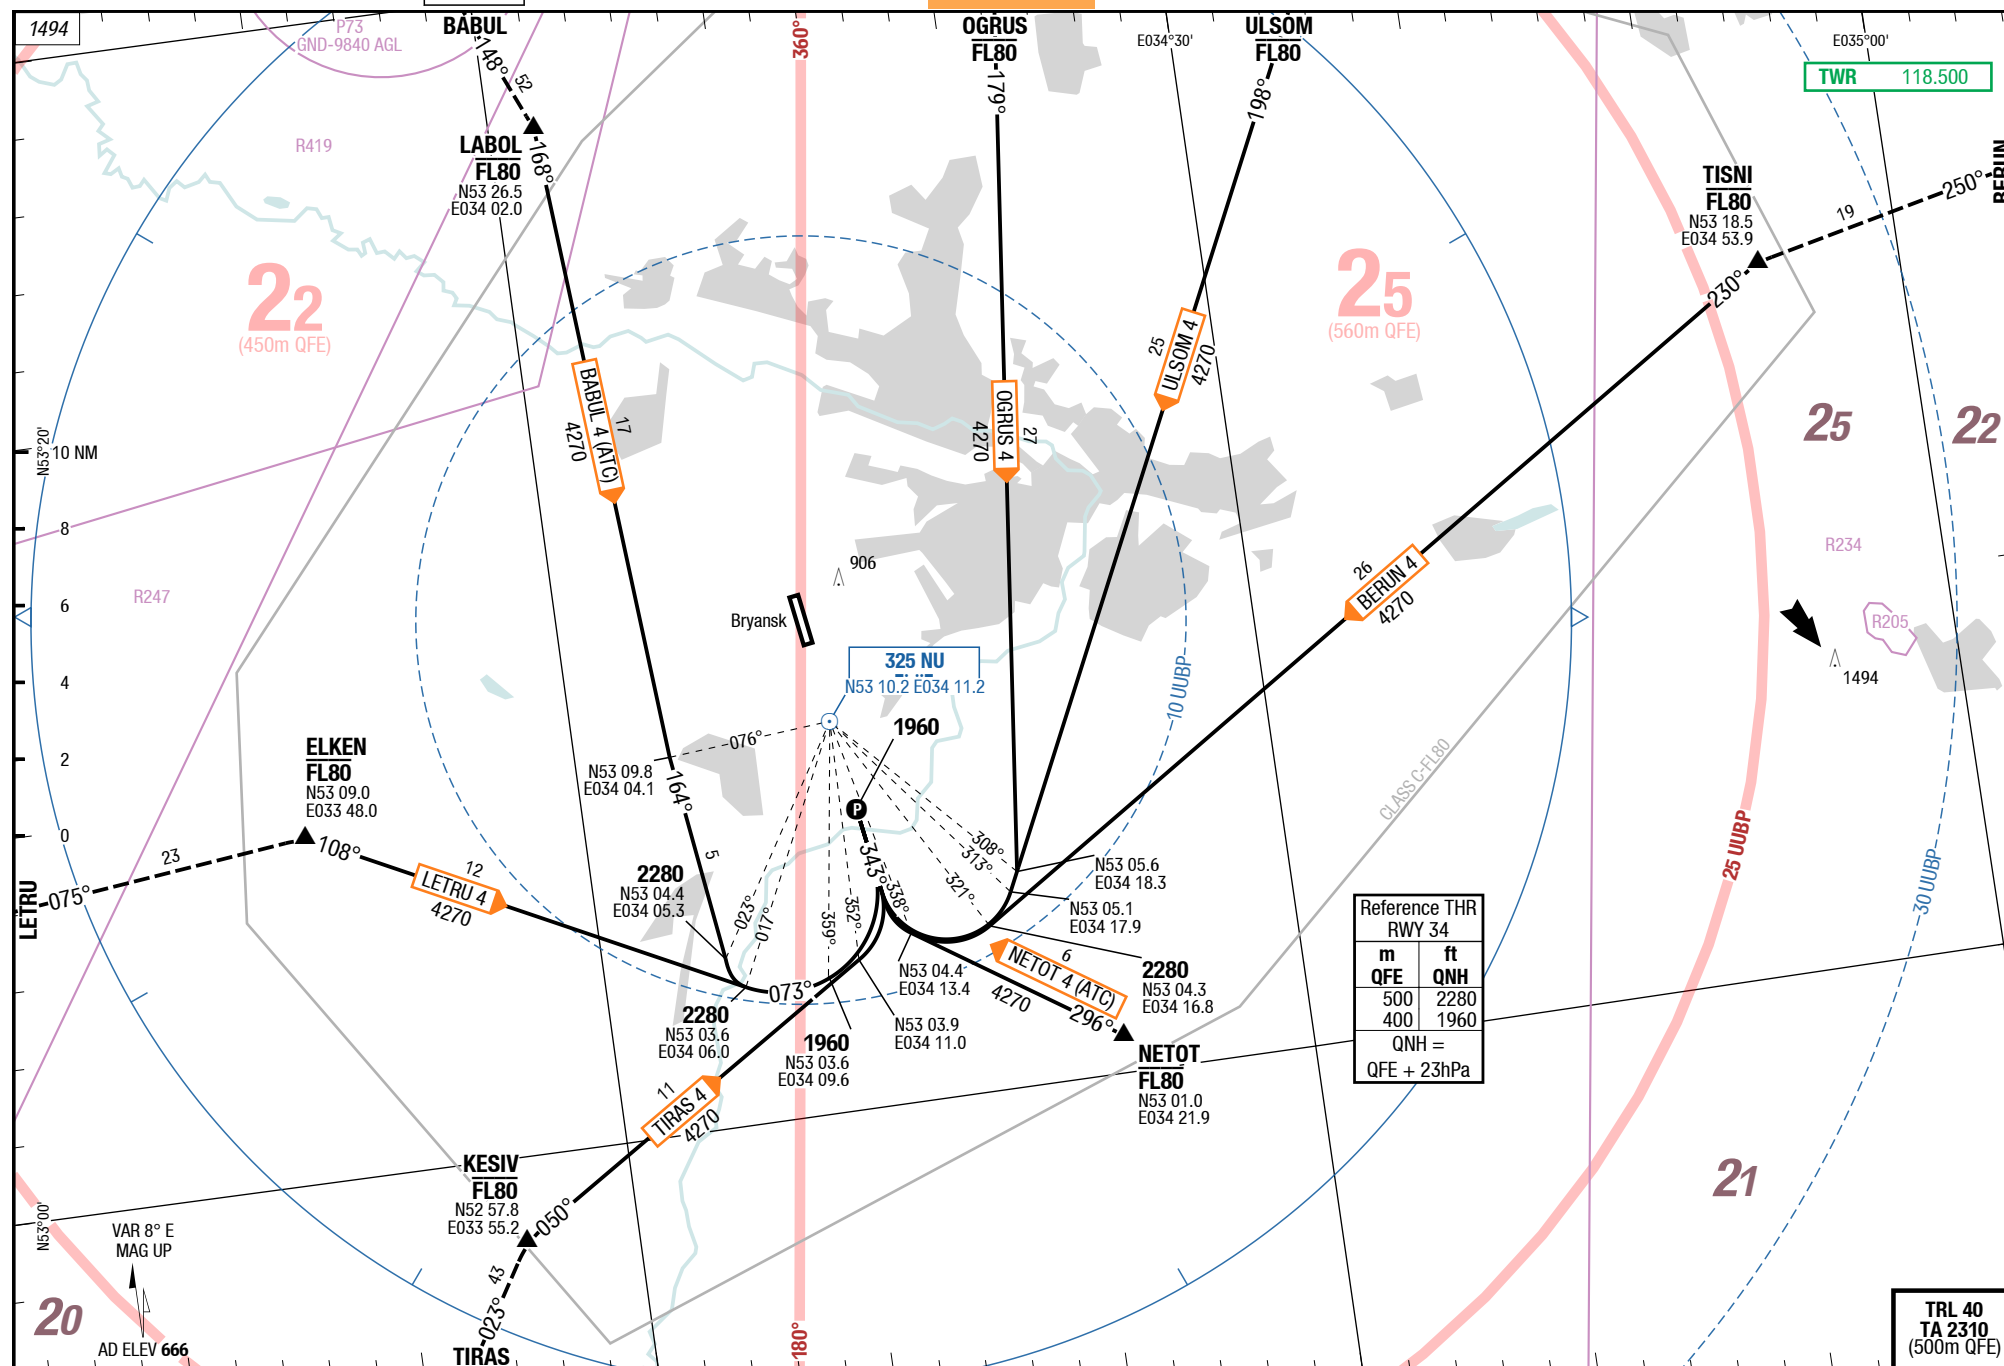 1494
P73
GND-9840 AGL
BABUL
148°
52
360°
OGRUS
FL80
179°
E034°30'
ULSOM
FL80
198°
E035°00'
TWR 118.500
R419
LABOL
FL80
N53 26.5
E034 02.0
168°
TISNI
FL80
N53 18.5
E034 53.9
19
250°
BERUN
230°
22
(450m QFE)
25
(560m QFE)
25
ULSOM 4
4270
BABUL 4 (ATC)
17
4270
OGRUS 4
27
4270
25
22
N53°20'
10 NM
8
6
4
2
0
R247
906
Bryansk
325 NU
N53 10.2 E034 11.2
10 UUBP
26
BERUN 4
4270
R234
R205
1494
1960
P
076°
N53 09.8
E034 04.1
164°
5
ELKEN
FL80
N53 09.0
E033 48.0
108°
23
075°
LETRU
12
LETRU 4
4270
2280
N53 04.4
E034 05.3
343°
023°
017°
359°
352°
338°
321°
313°
308°
N53 05.6
E034 18.3
N53 05.1
E034 17.9
CLASS C-FL80
25 UUBP
30 UUBP
073°
N53 04.4
E034 13.4
6
NETOT 4 (ATC)
4270
296°
2280
N53 04.3
E034 16.8
2280
N53 03.6
E034 06.0
1960
N53 03.6
E034 09.6
N53 03.9
E034 11.0
NETOT
FL80
N53 01.0
E034 21.9
Reference THR
RWY 34
m ft
QFE QNH
500 2280
400 1960
QNH =
QFE + 23hPa
11
TIRAS 4
4270
KESIV
FL80
N52 57.8
E033 55.2
050°
43
023°
TIRAS
N53°00'
VAR 8° E
MAG UP
20
AD ELEV 666
180°
21
TRL 40
TA 2310
(500m QFE)